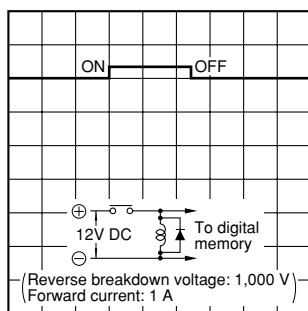 ON OFF
⊕
12V DC
⊖
To digital
memory
(Reverse breakdown voltage: 1,000 V
Forward current: 1 A)